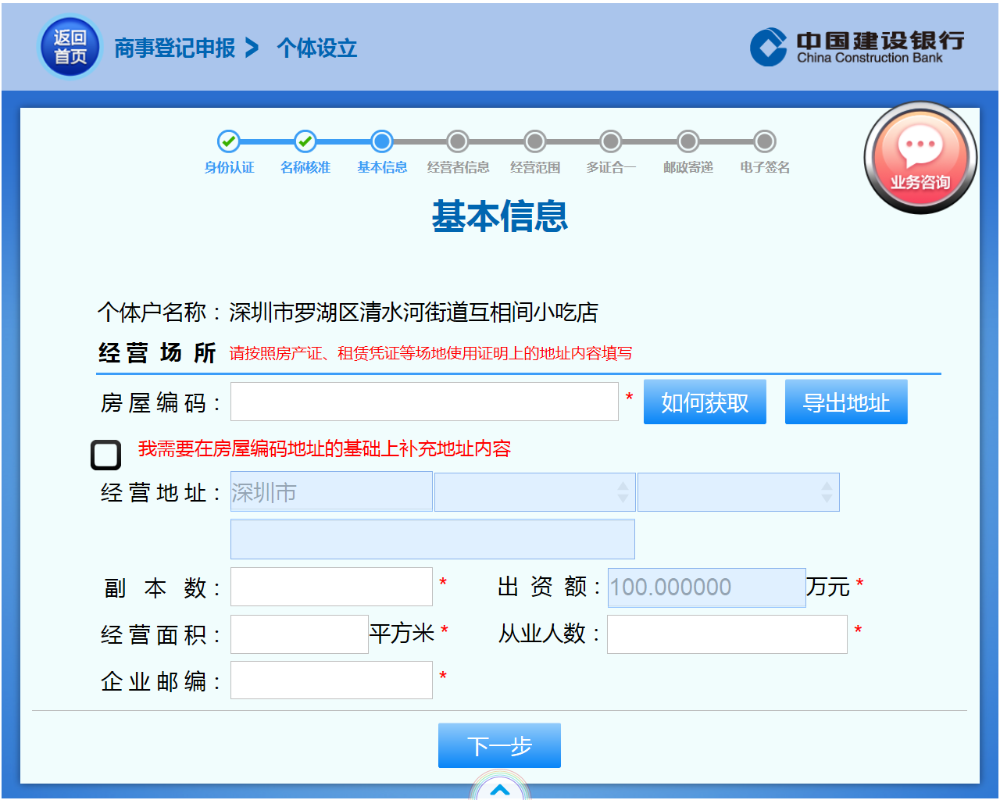 返回
首页
商事登记申报 > 个体设立
中国建设银行
China Construction Bank
身份认证 名称核准 基本信息 经营者信息 经营范围 多证合一 邮政寄递 电子签名
业务咨询
基本信息
个体户名称：深圳市罗湖区清水河街道互相间小吃店
经营场所 请按照房产证、租赁凭证等场地使用证明上的地址内容填写
房屋编码： * 如何获取 导出地址
我需要在房屋编码地址的基础上补充地址内容
经营地址：深圳市
副本数： * 出资额：100.000000万元 *
经营面积： 平方米 * 从业人数： *
企业邮编： *
下一步